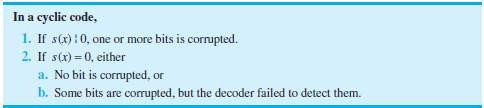 In a cyclic code,
1. If s(x) ¦ 0, one or more bits is corrupted.
2. If s(x) = 0, either
a. No bit is corrupted, or
b. Some bits are corrupted, but the decoder failed to detect them.